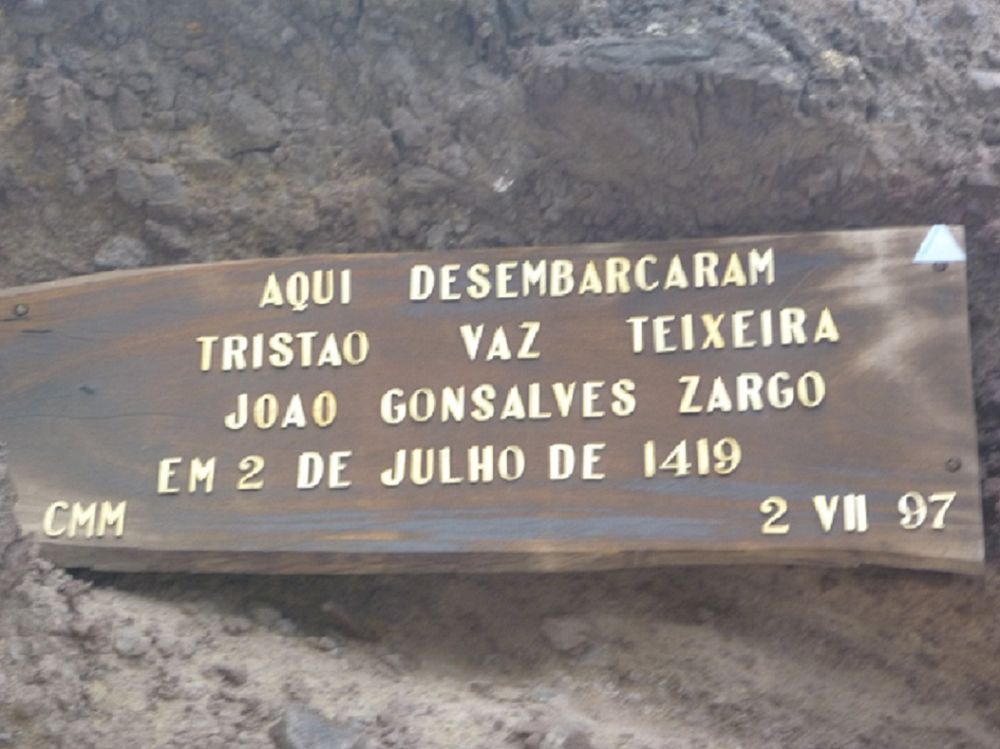 AQUI DESEMBARCARAM
TRISTAO VAZ TEIXEIRA
JOAO GONSALVES ZARGO
EM 2 DE JULHO DE 1419
CMM 2 VII 97